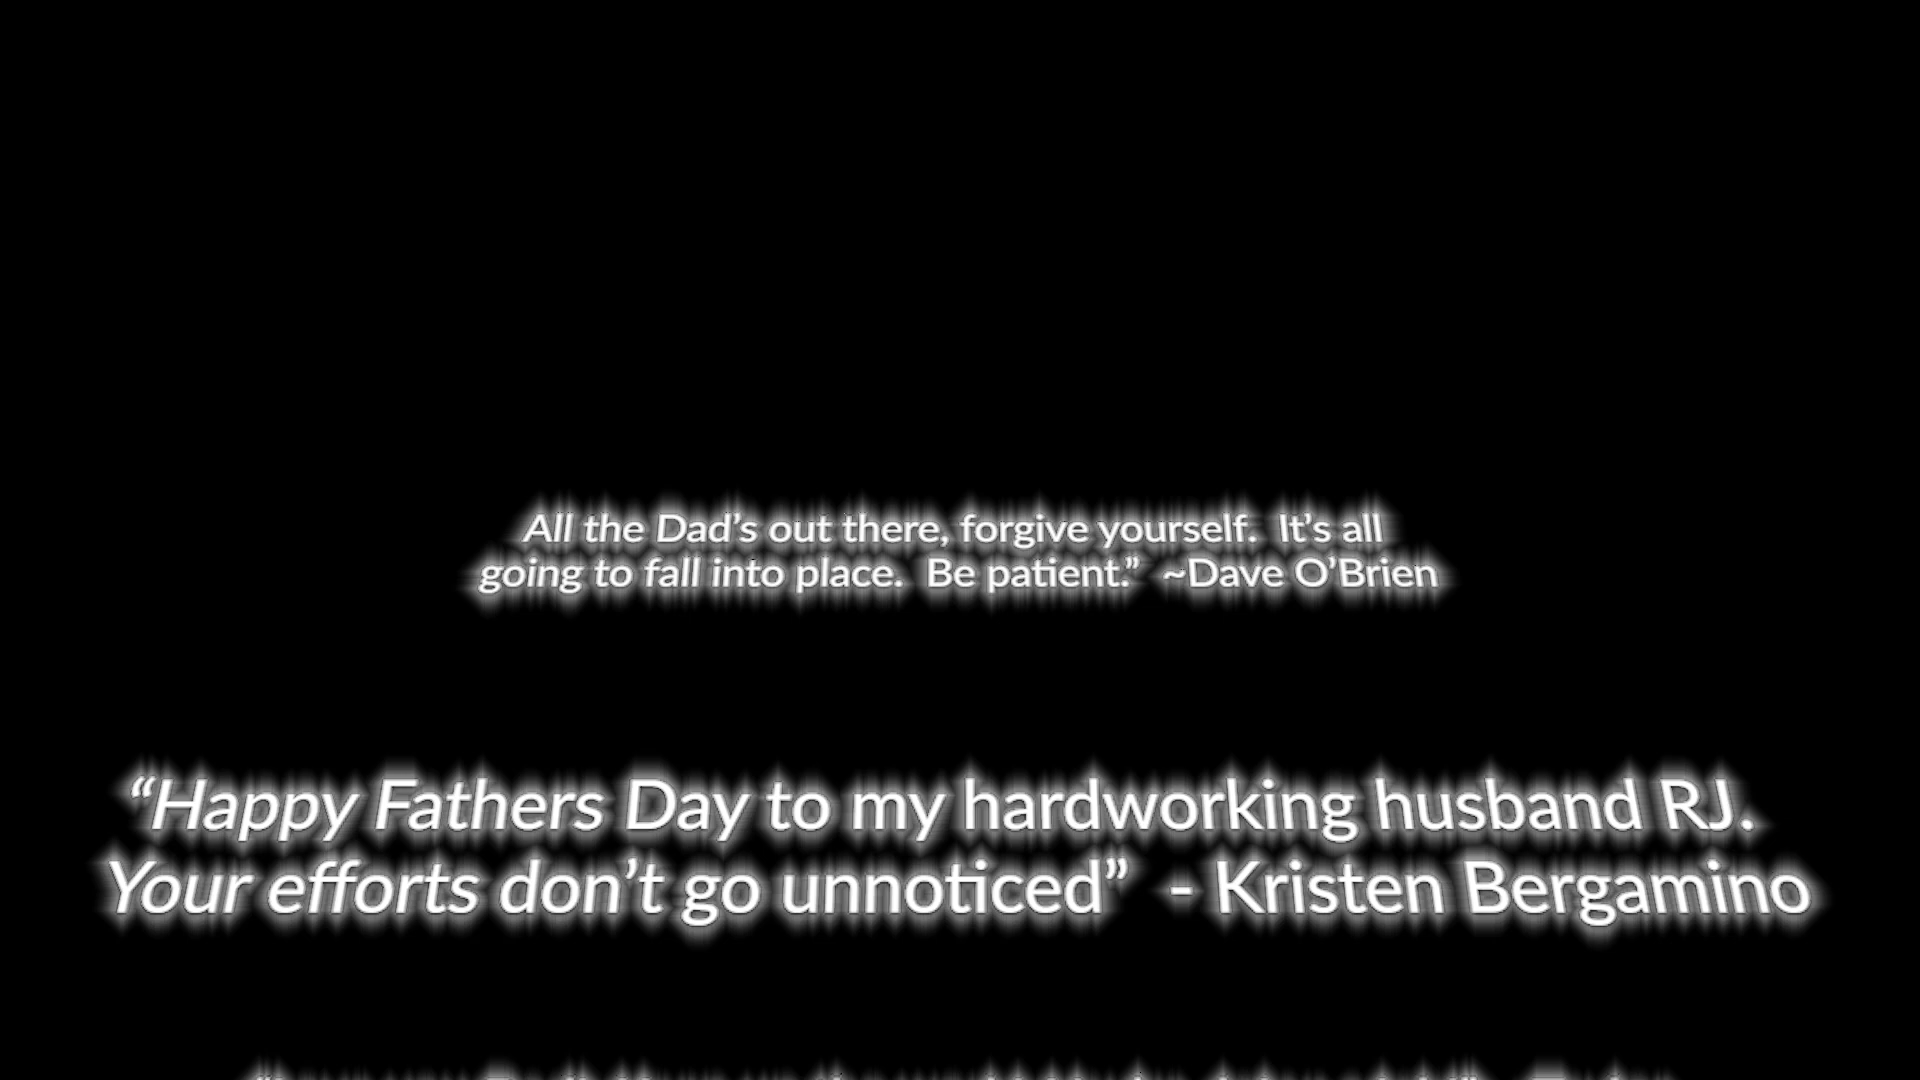 All the Dad’s out there, forgive yourself.  It’s all
going to fall into place.  Be patient.”  ~Dave O’Brien
“Happy Fathers Day to my hardworking husband RJ.
Your efforts don’t go unnoticed”  - Kristen Bergamino